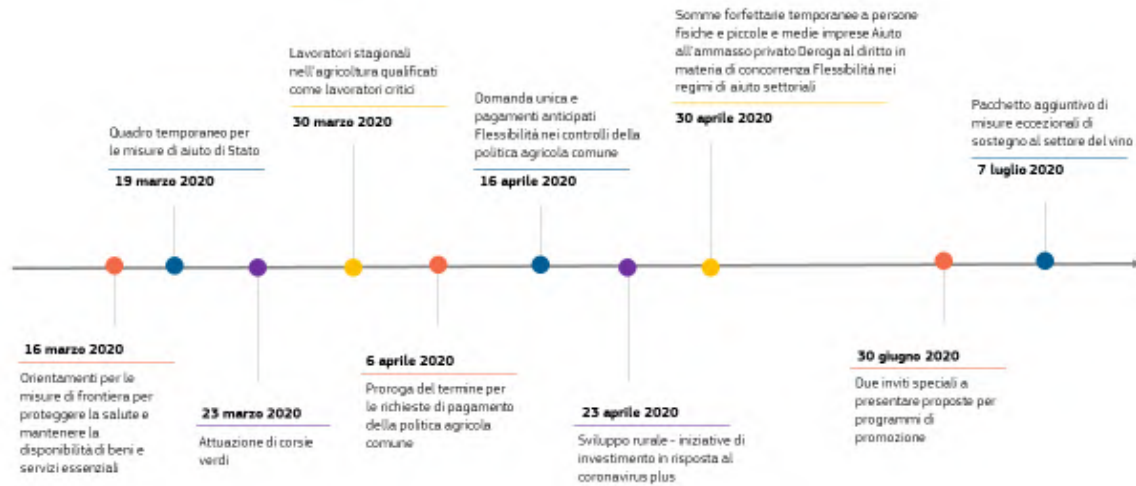 Somme forfettarie temporanee a persone
fisiche e piccole e medie imprese Aiuto
all'ammasso privato Deroga al diritto in
materia di concorrenza Flessibilità nei
regimi di aiuto settoriali
30 aprile 2020
Lavoratori stagionali
nell'agricoltura qualificati
come lavoratori critici
30 marzo 2020
Domanda unica e
pagamenti anticipati
Flessibilità nei controlli della
politica agricola comune
16 aprile 2020
Pacchetto aggiuntivo di
misure eccezionali di
sostegno al settore del vino
7 luglio 2020
Quadro temporaneo per
le misure di aiuto di Stato
19 marzo 2020
16 marzo 2020
Orientamenti per le
misure di frontiera per
proteggere la salute e
mantenere la
disponibilità di beni e
servizi essenziali
23 marzo 2020
Attuazione di corsie
verdi
6 aprile 2020
Proroga del termine per
le richieste di pagamento
della politica agricola
comune
23 aprile 2020
Sviluppo rurale - iniziative di
investimento in risposta al
coronavirus plus
30 giugno 2020
Due inviti speciali a
presentare proposte per
programmi di
promozione